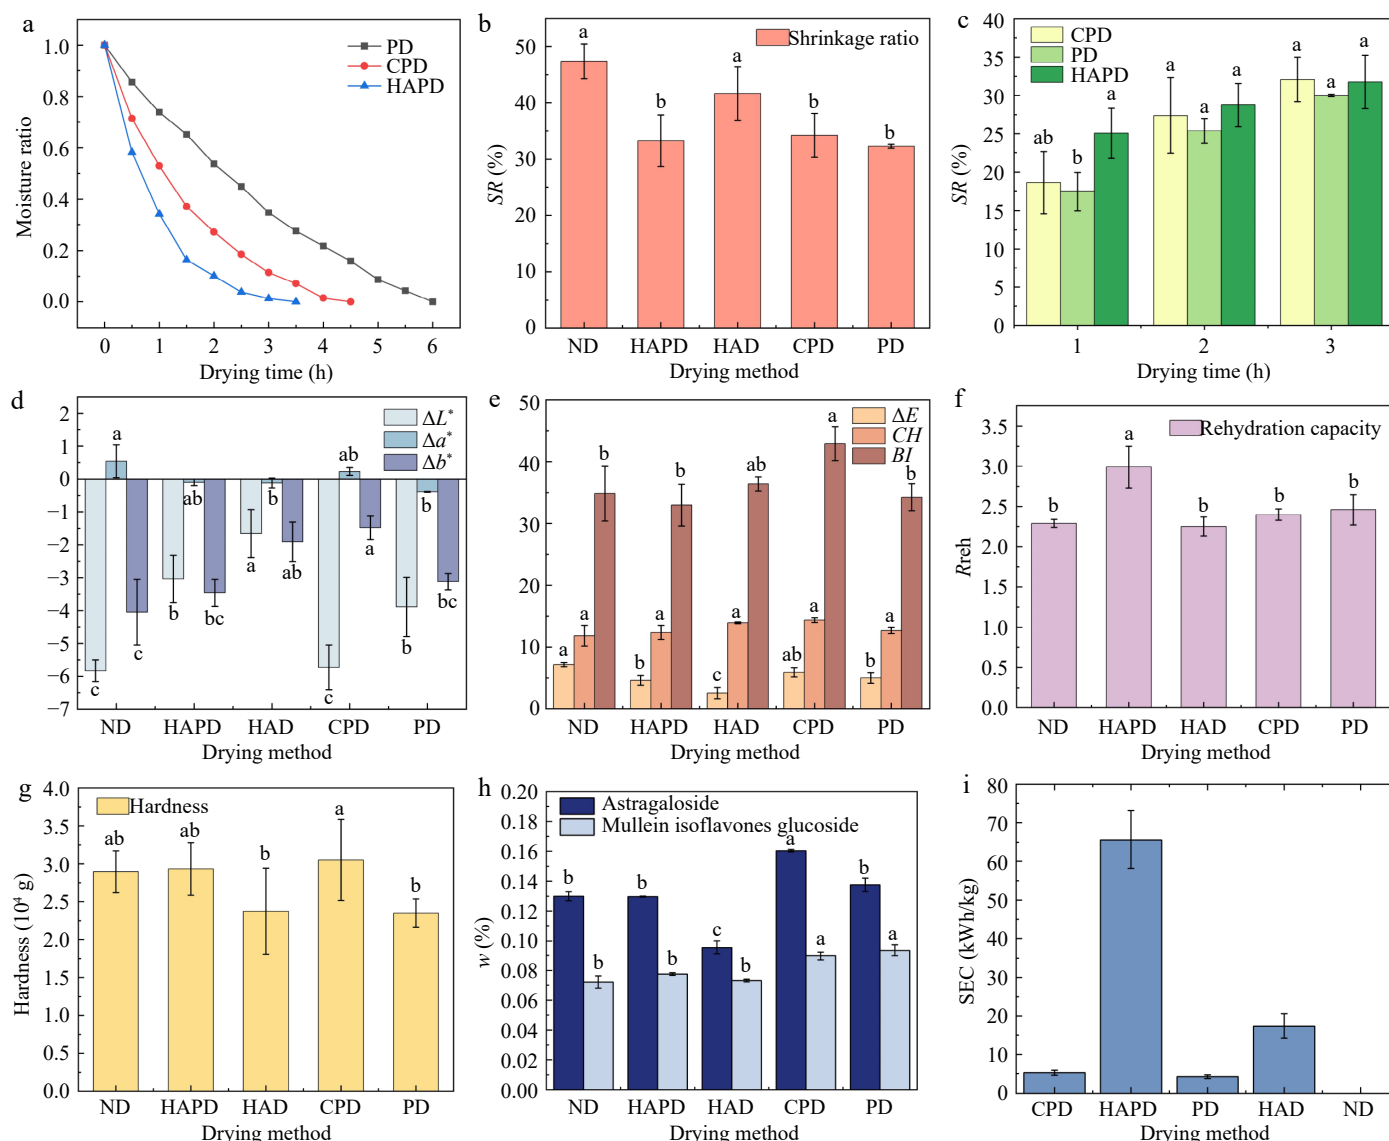 a
1.0
0.8
0.6
0.4
0.2
0.0
Moisture ratio
PD
CPD
HAPD
0 1 2 3 4 5 6
Drying time (h)
b
50
40
30
20
10
0
SR (%)
Shrinkage ratio
a b a b b
ND HAPD HAD CPD PD
Drying method
c
40
35
30
25
20
15
10
5
0
SR (%)
CPD
PD
HAPD
ab b a a a a a a a
1 2 3
Drying time (h)
d
2
1
0
−1
−2
−3
−4
−5
−6
−7
ΔL*
Δa*
Δb*
a ab
c c b ab bc a b ab c a b b bc
ND HAPD HAD CPD PD
Drying method
e
50
40
30
20
10
0
ΔE
CH
BI
a a b b a b c a ab ab a a b a b
ND HAPD HAD CPD PD
Drying method
f
3.5
3.0
2.5
2.0
1.5
1.0
0.5
0.0
Rreh
Rehydration capacity
b a b b b
ND HAPD HAD CPD PD
Drying method
g
4.0
3.5
3.0
2.5
2.0
1.5
1.0
0.5
0.0
Hardness (10⁴ g)
Hardness
ab ab b a b
ND HAPD HAD CPD PD
Drying method
h
0.20
0.18
0.16
0.14
0.12
0.10
0.08
0.06
0.04
0.02
0.00
w (%)
Astragaloside
Mullein isoflavones glucoside
b b b b c b a a b a
ND HAPD HAD CPD PD
Drying method
i
80
70
60
50
40
30
20
10
0
SEC (kWh/kg)
CPD HAPD PD HAD ND
Drying method